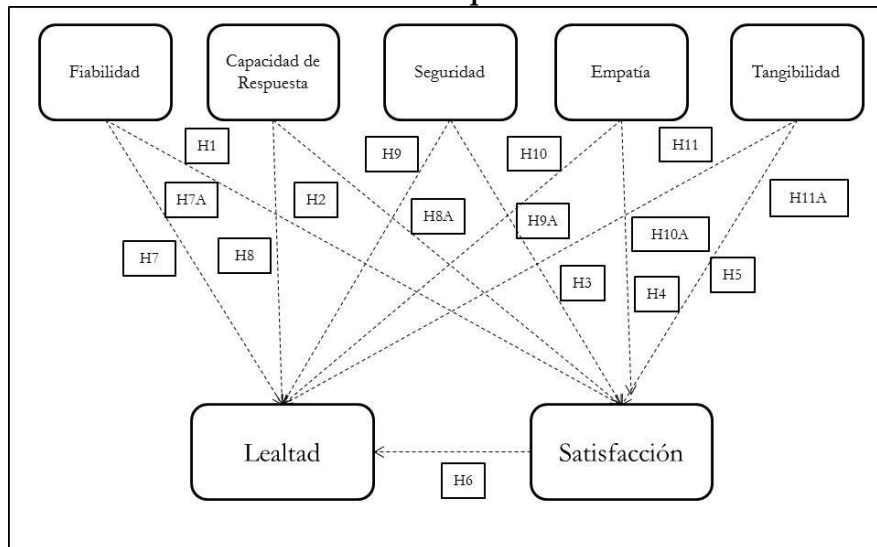 Fiabilidad
Capacidad de
Respuesta
Seguridad
Empatía
Tangibilidad
H1
H9
H10
H11
H7A
H2
H8A
H9A
H11A
H10A
H7
H8
H3
H4
H5
Lealtad
Satisfacción
H6